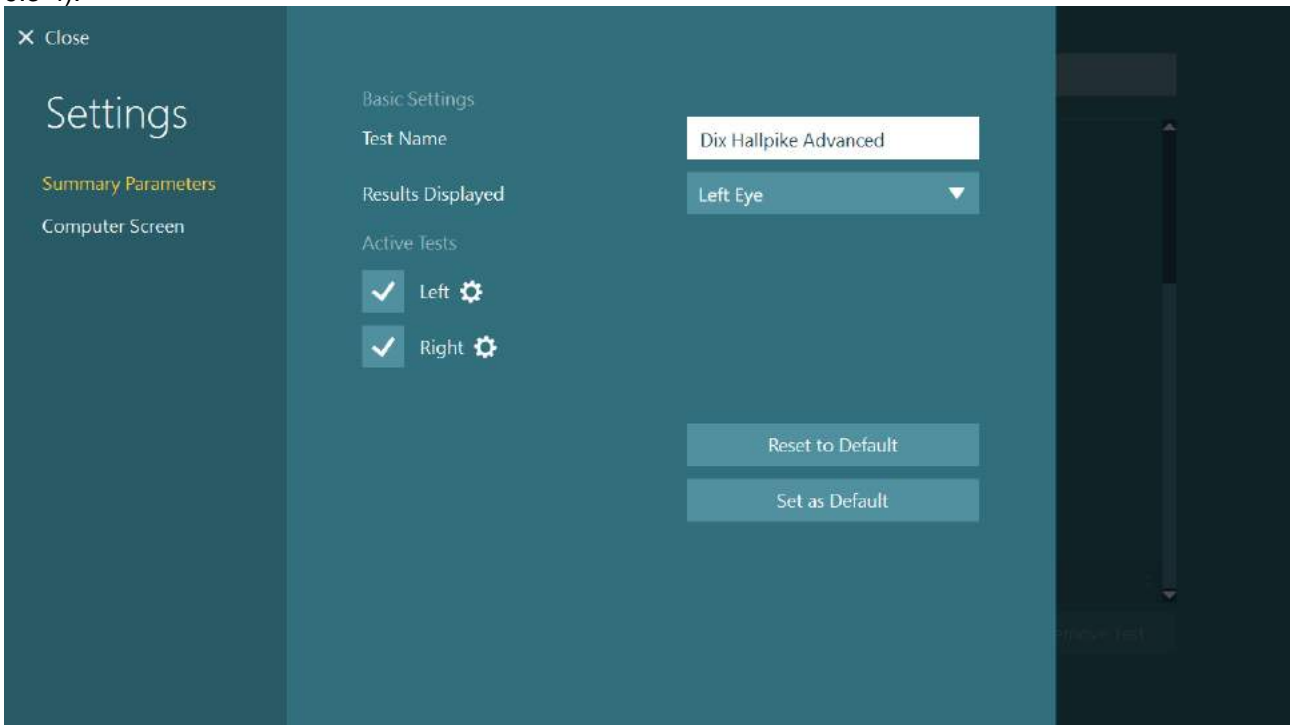 Close
Settings
Summary Parameters
Computer Screen
Basic Settings
Test Name
Dix Hallpike Advanced
Results Displayed
Left Eye
Active Tests
Left
Right
Reset to Default
Set as Default